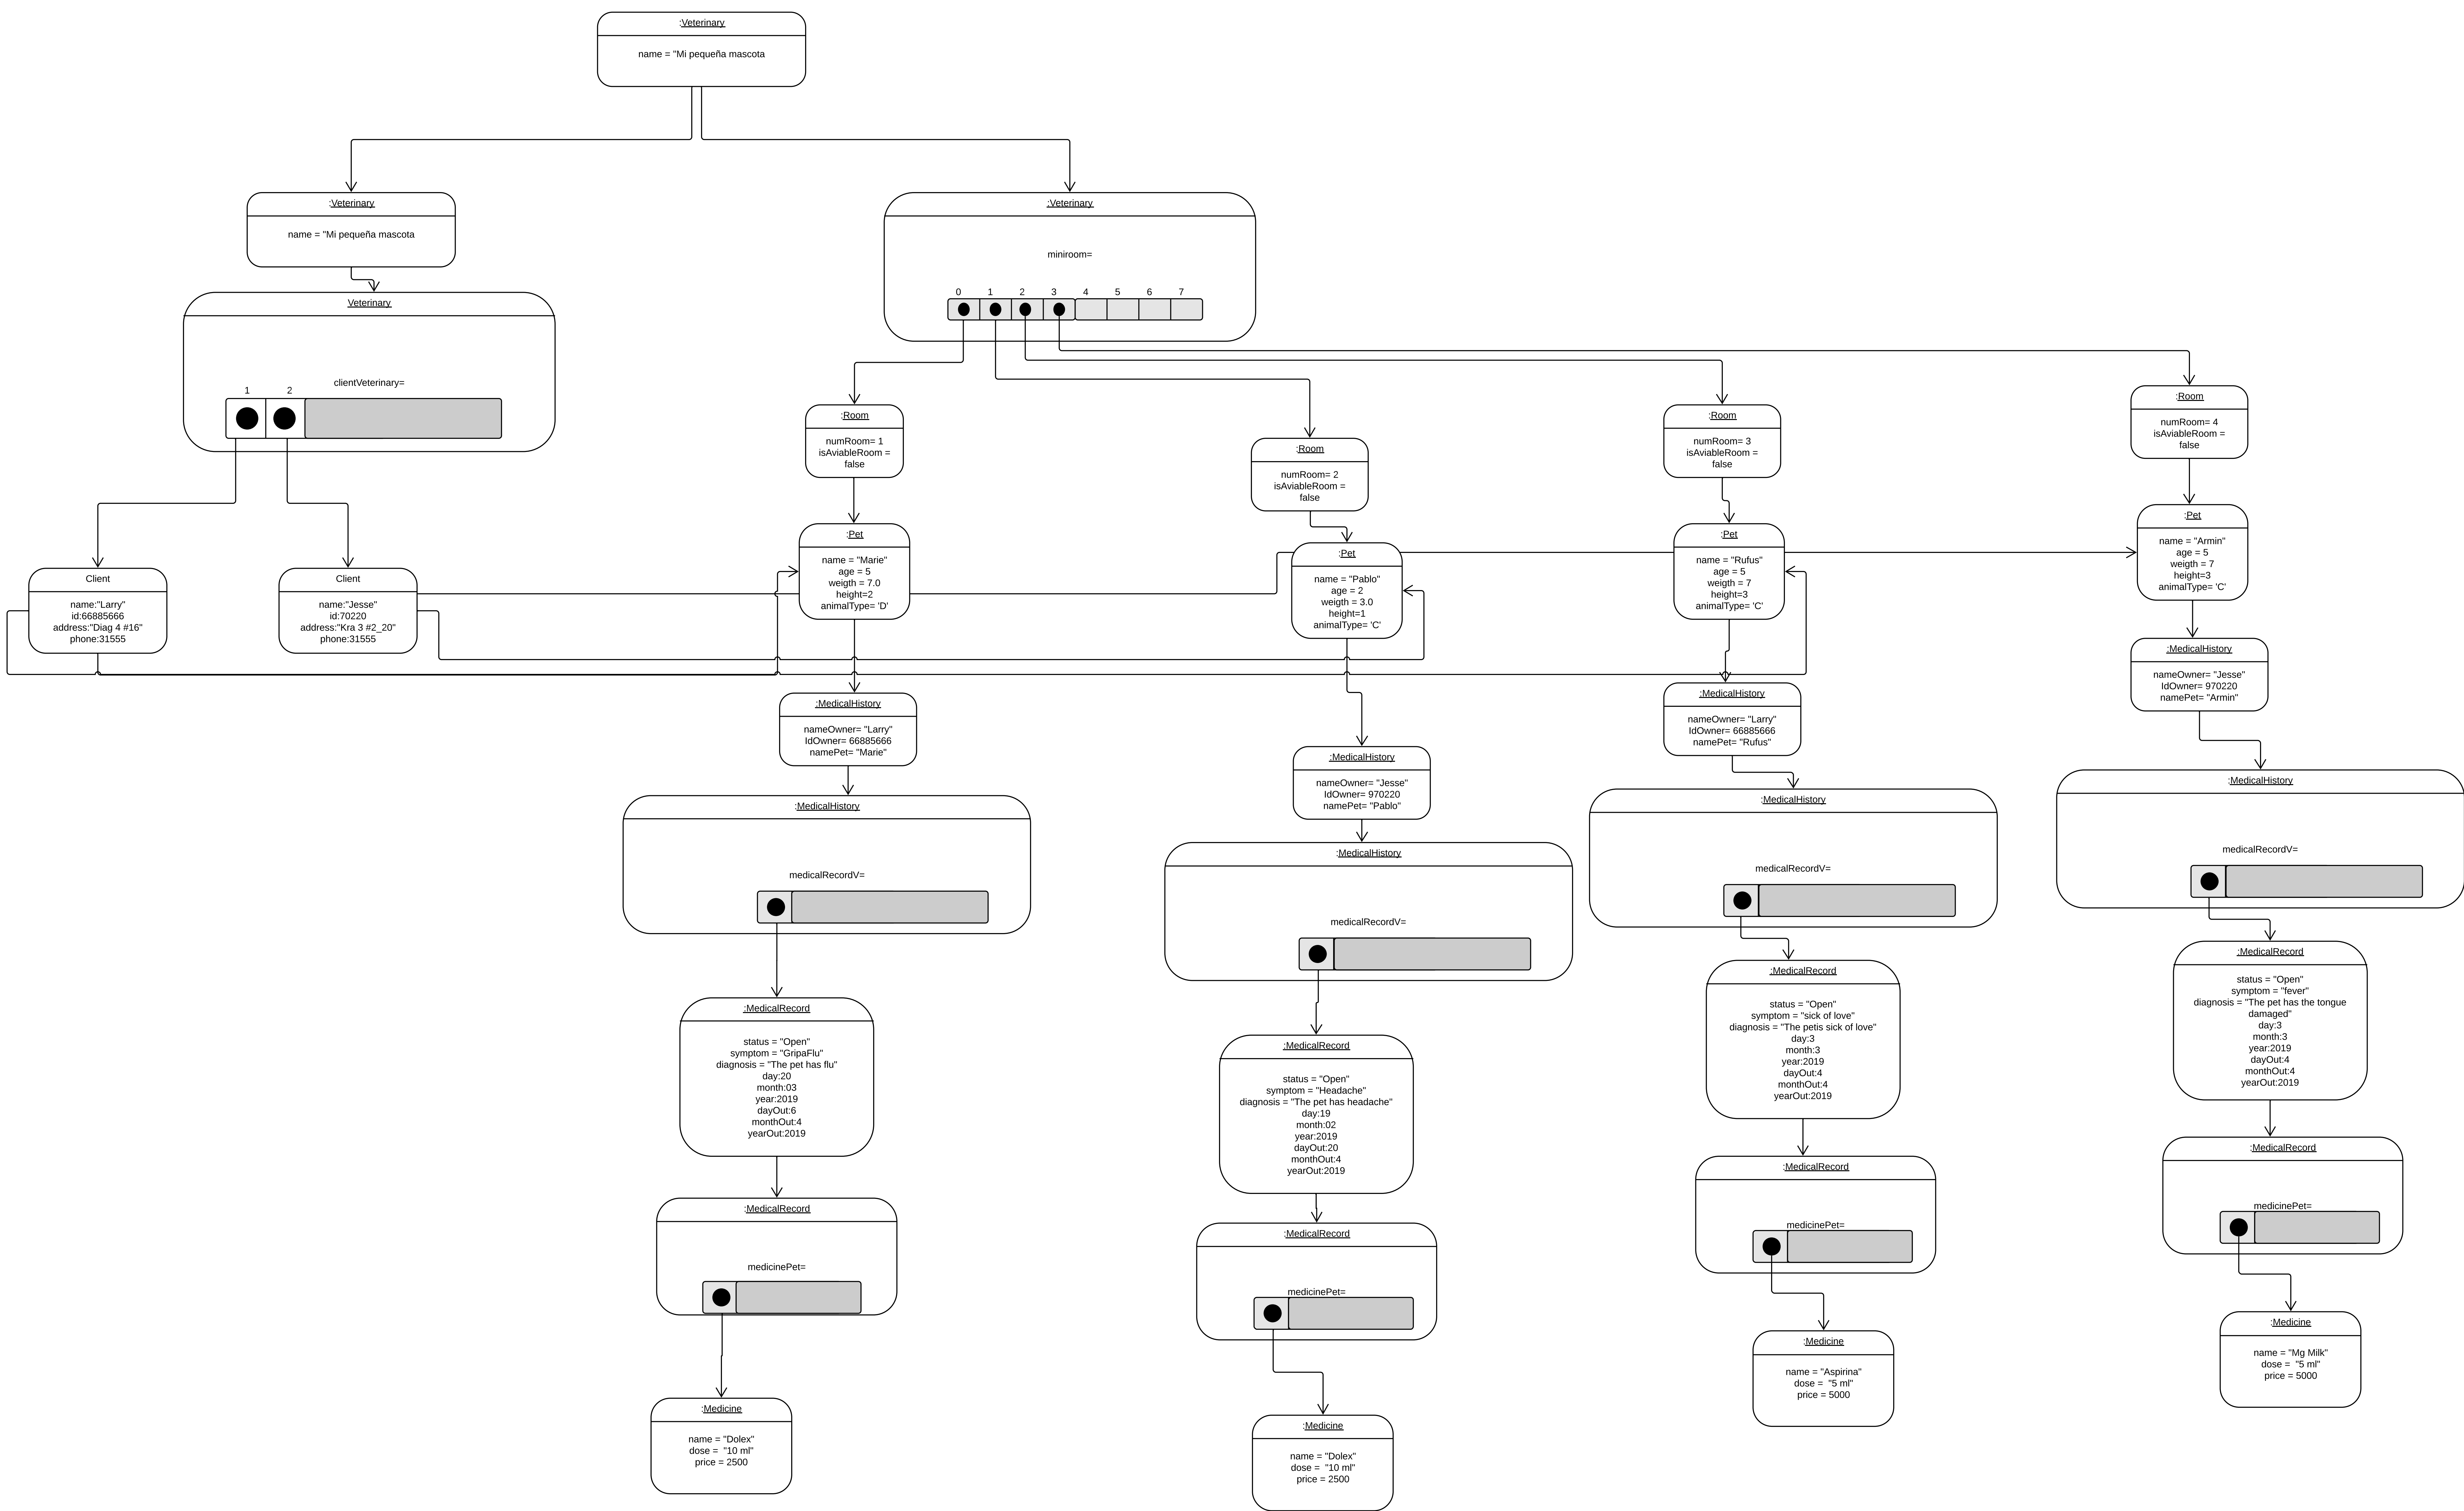 :Veterinary
name = "Mi pequeña mascota
:Veterinary
name = "Mi pequeña mascota
:Veterinary
miniroom=
0 1 2 3 4 5 6 7
Veterinary
clientVeterinary=
1 2
Client
name:"Larry"
id:66885666
address:"Diag 4 #16"
phone:31555
Client
name:"Jesse"
id:70220
address:"Kra 3 #2_20"
phone:31555
:Room
numRoom= 1
isAviableRoom =
false
:Pet
name = "Marie"
age = 5
weigth = 7.0
height=2
animalType= 'D'
:MedicalHistory
nameOwner= "Larry"
IdOwner= 66885666
namePet= "Marie"
:MedicalHistory
medicalRecordV=
:MedicalRecord
status = "Open"
symptom = "GripaFlu"
diagnosis = "The pet has flu"
day:20
month:03
year:2019
dayOut:6
monthOut:4
yearOut:2019
:MedicalRecord
medicinePet=
:Medicine
name = "Dolex"
dose =  "10 ml"
price = 2500
:Room
numRoom= 2
isAviableRoom =
false
:Pet
name = "Pablo"
age = 2
weigth = 3.0
height=1
animalType= 'C'
:MedicalHistory
nameOwner= "Jesse"
IdOwner= 970220
namePet= "Pablo"
:MedicalHistory
medicalRecordV=
:MedicalRecord
status = "Open"
symptom = "Headache"
diagnosis = "The pet has headache"
day:19
month:02
year:2019
dayOut:20
monthOut:4
yearOut:2019
:MedicalRecord
medicinePet=
:Medicine
name = "Dolex"
dose =  "10 ml"
price = 2500
:Room
numRoom= 3
isAviableRoom =
false
:Pet
name = "Rufus"
age = 5
weigth = 7
height=3
animalType= 'C'
:MedicalHistory
nameOwner= "Larry"
IdOwner= 66885666
namePet= "Rufus"
:MedicalHistory
medicalRecordV=
:MedicalRecord
status = "Open"
symptom = "sick of love"
diagnosis = "The petis sick of love"
day:3
month:3
year:2019
dayOut:4
monthOut:4
yearOut:2019
:MedicalRecord
medicinePet=
:Medicine
name = "Aspirina"
dose =  "5 ml"
price = 5000
:Room
numRoom= 4
isAviableRoom =
false
:Pet
name = "Armin"
age = 5
weigth = 7
height=3
animalType= 'C'
:MedicalHistory
nameOwner= "Jesse"
IdOwner= 970220
namePet= "Armin"
:MedicalHistory
medicalRecordV=
:MedicalRecord
status = "Open"
symptom = "fever"
diagnosis = "The pet has the tongue
damaged"
day:3
month:3
year:2019
dayOut:4
monthOut:4
yearOut:2019
:MedicalRecord
medicinePet=
:Medicine
name = "Mg Milk"
dose =  "5 ml"
price = 5000